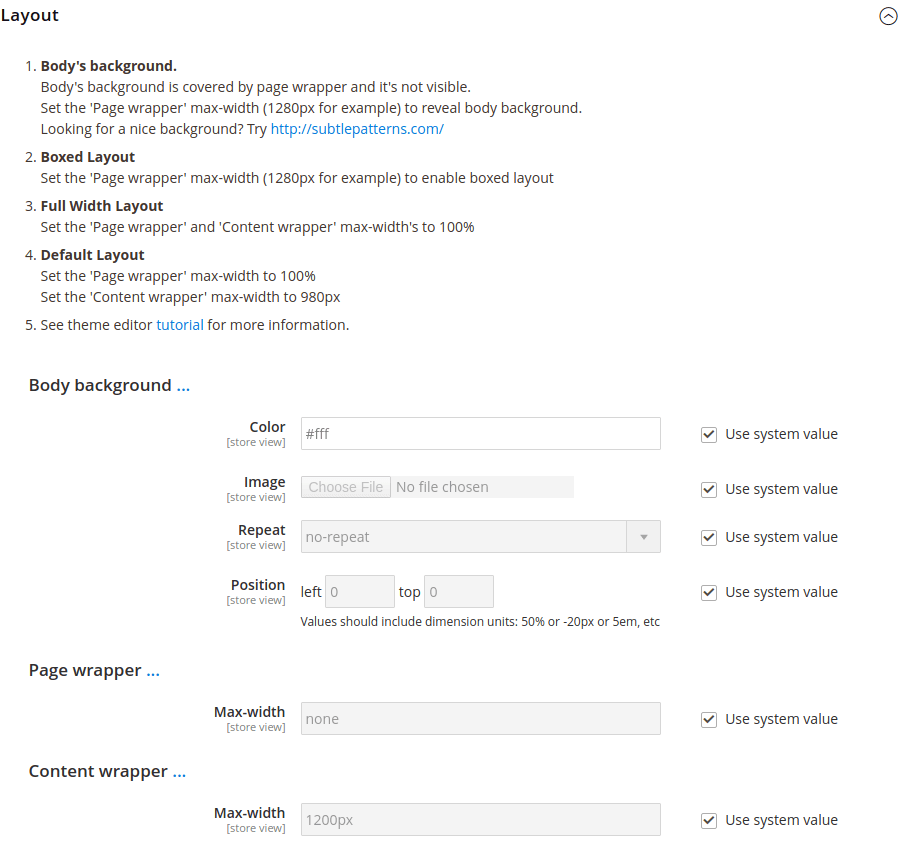 Layout
1. Body's background.
Body's background is covered by page wrapper and it's not visible.
Set the 'Page wrapper' max-width (1280px for example) to reveal body background.
Looking for a nice background? Try http://subtlepatterns.com/
2. Boxed Layout
Set the 'Page wrapper' max-width (1280px for example) to enable boxed layout
3. Full Width Layout
Set the 'Page wrapper' and 'Content wrapper' max-width's to 100%
4. Default Layout
Set the 'Page wrapper' max-width to 100%
Set the 'Content wrapper' max-width to 980px
5. See theme editor tutorial for more information.
Body background ...
Color #fff Use system value
[store view]
Image Choose File No file chosen Use system value
[store view]
Repeat no-repeat Use system value
[store view]
Position left 0 top 0 Use system value
[store view]
Values should include dimension units: 50% or -20px or 5em, etc
Page wrapper ...
Max-width none Use system value
[store view]
Content wrapper ...
Max-width 1200px Use system value
[store view]